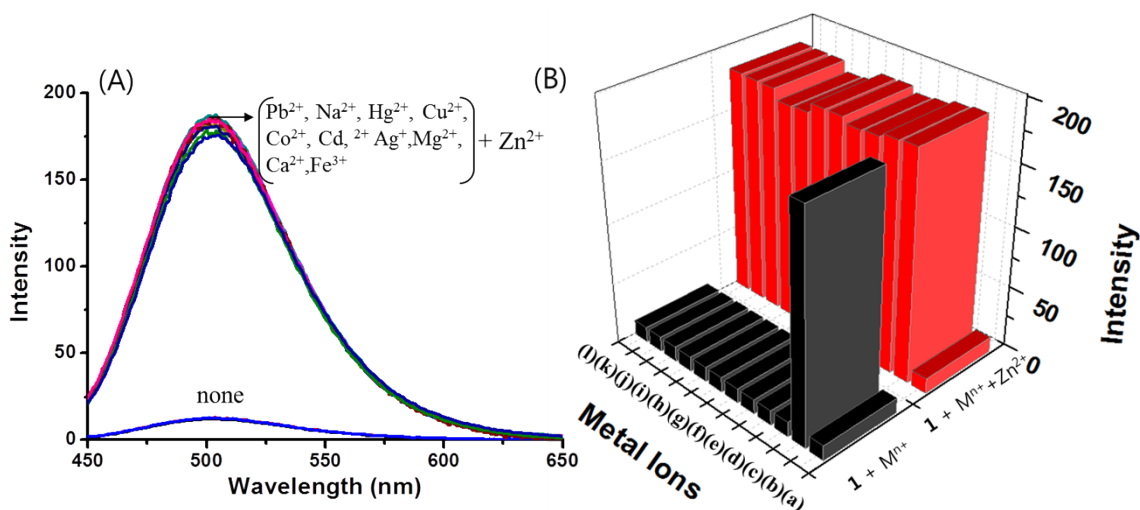 (A)
200
150
100
50
0
Intensity
Pb²⁺, Na²⁺, Hg²⁺, Cu²⁺,
Co²⁺, Cd, ²⁺ Ag⁺,Mg²⁺,
Ca²⁺,Fe³⁺
+ Zn²⁺
none
450 500 550 600 650
Wavelength (nm)
(B)
200
150
100
50
0
Intensity
(l)(k)(j)(i)(h)(g)(f)(e)(d)(c)(b)(a)
Metal Ions
1 + Mⁿ⁺
1 + Mⁿ⁺+Zn²⁺